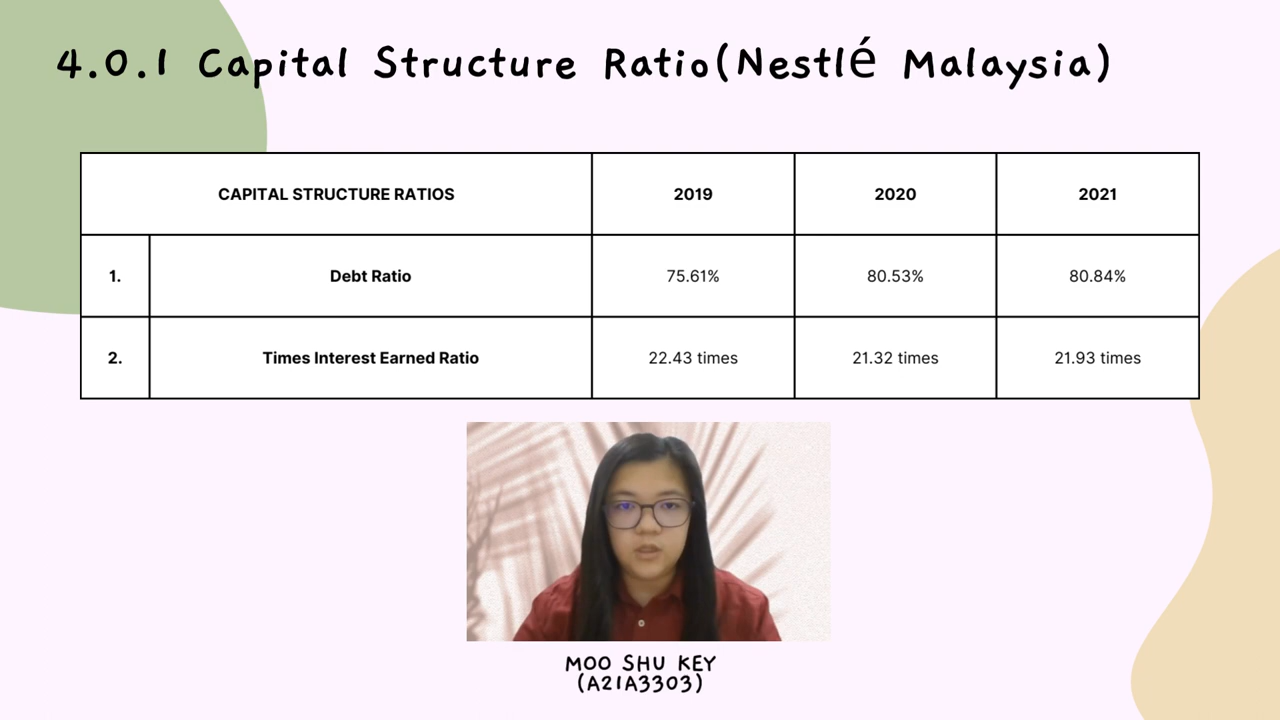 4.0.1 Capital Structure Ratio(Nestlé Malaysia)
CAPITAL STRUCTURE RATIOS 2019 2020 2021
1. Debt Ratio 75.61% 80.53% 80.84%
2. Times Interest Earned Ratio 22.43 times 21.32 times 21.93 times
MOO SHU KEY
(A21A3303)